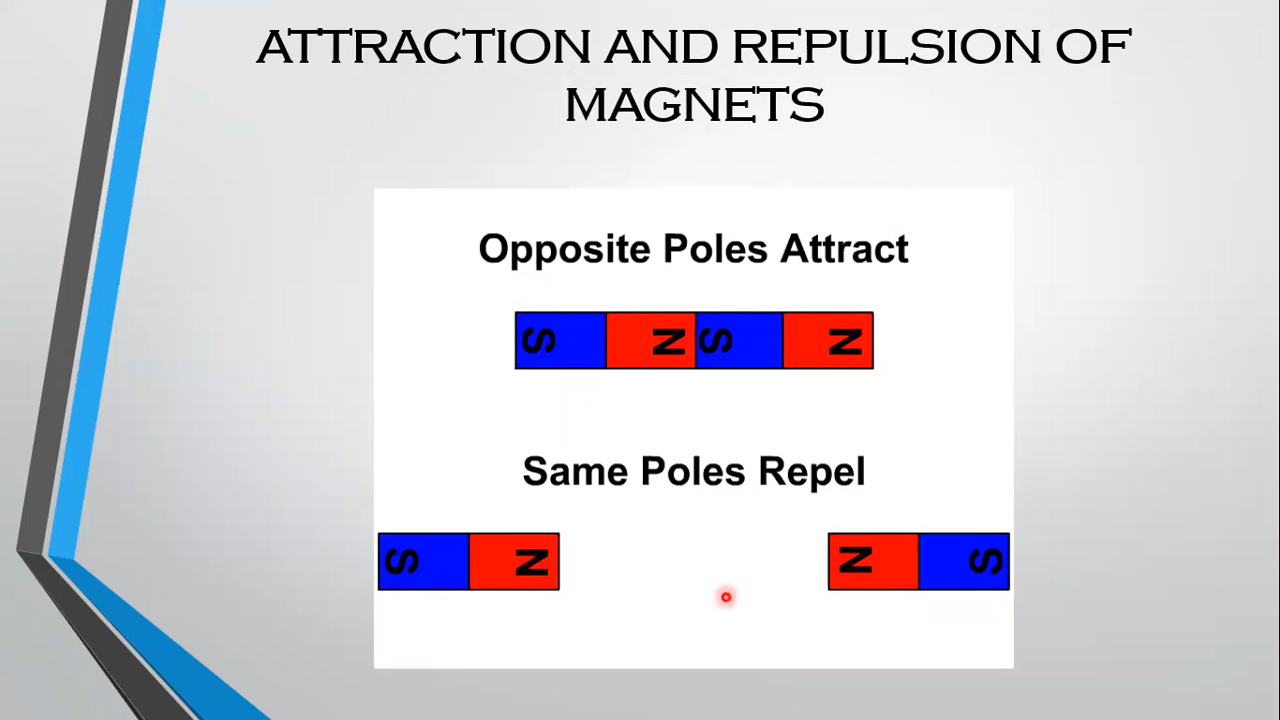 ATTRACTION AND REPULSION OF
MAGNETS
Opposite Poles Attract
S N S N
Same Poles Repel
S N N S